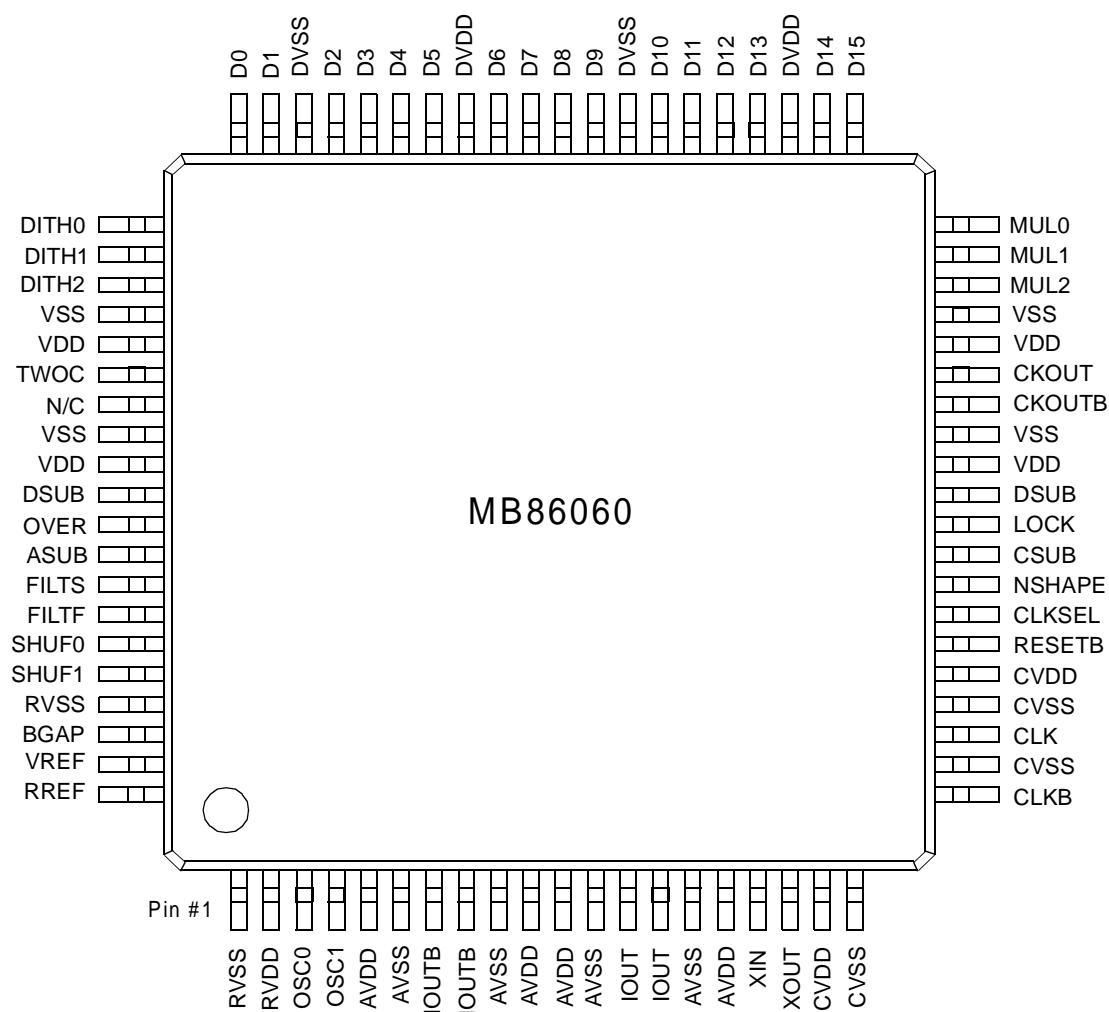 D0
D1
DVSS
D2
D3
D4
D5
DVDD
D6
D7
D8
D9
DVSS
D10
D11
D12
D13
DVDD
D14
D15
DITH0
DITH1
DITH2
VSS
VDD
TWOC
N/C
VSS
VDD
DSUB
OVER
ASUB
FILTS
FILTF
SHUF0
SHUF1
RVSS
BGAP
VREF
RREF
MB86060
MUL0
MUL1
MUL2
VSS
VDD
CKOUT
CKOUTB
VSS
VDD
DSUB
LOCK
CSUB
NSHAPE
CLKSEL
RESETB
CVDD
CVSS
CLK
CVSS
CLKB
Pin #1
RVSS
RVDD
OSC0
OSC1
AVDD
AVSS
IOUTB
IOUTB
AVSS
AVDD
AVDD
AVSS
IOUT
IOUT
AVSS
AVDD
XIN
XOUT
CVDD
CVSS